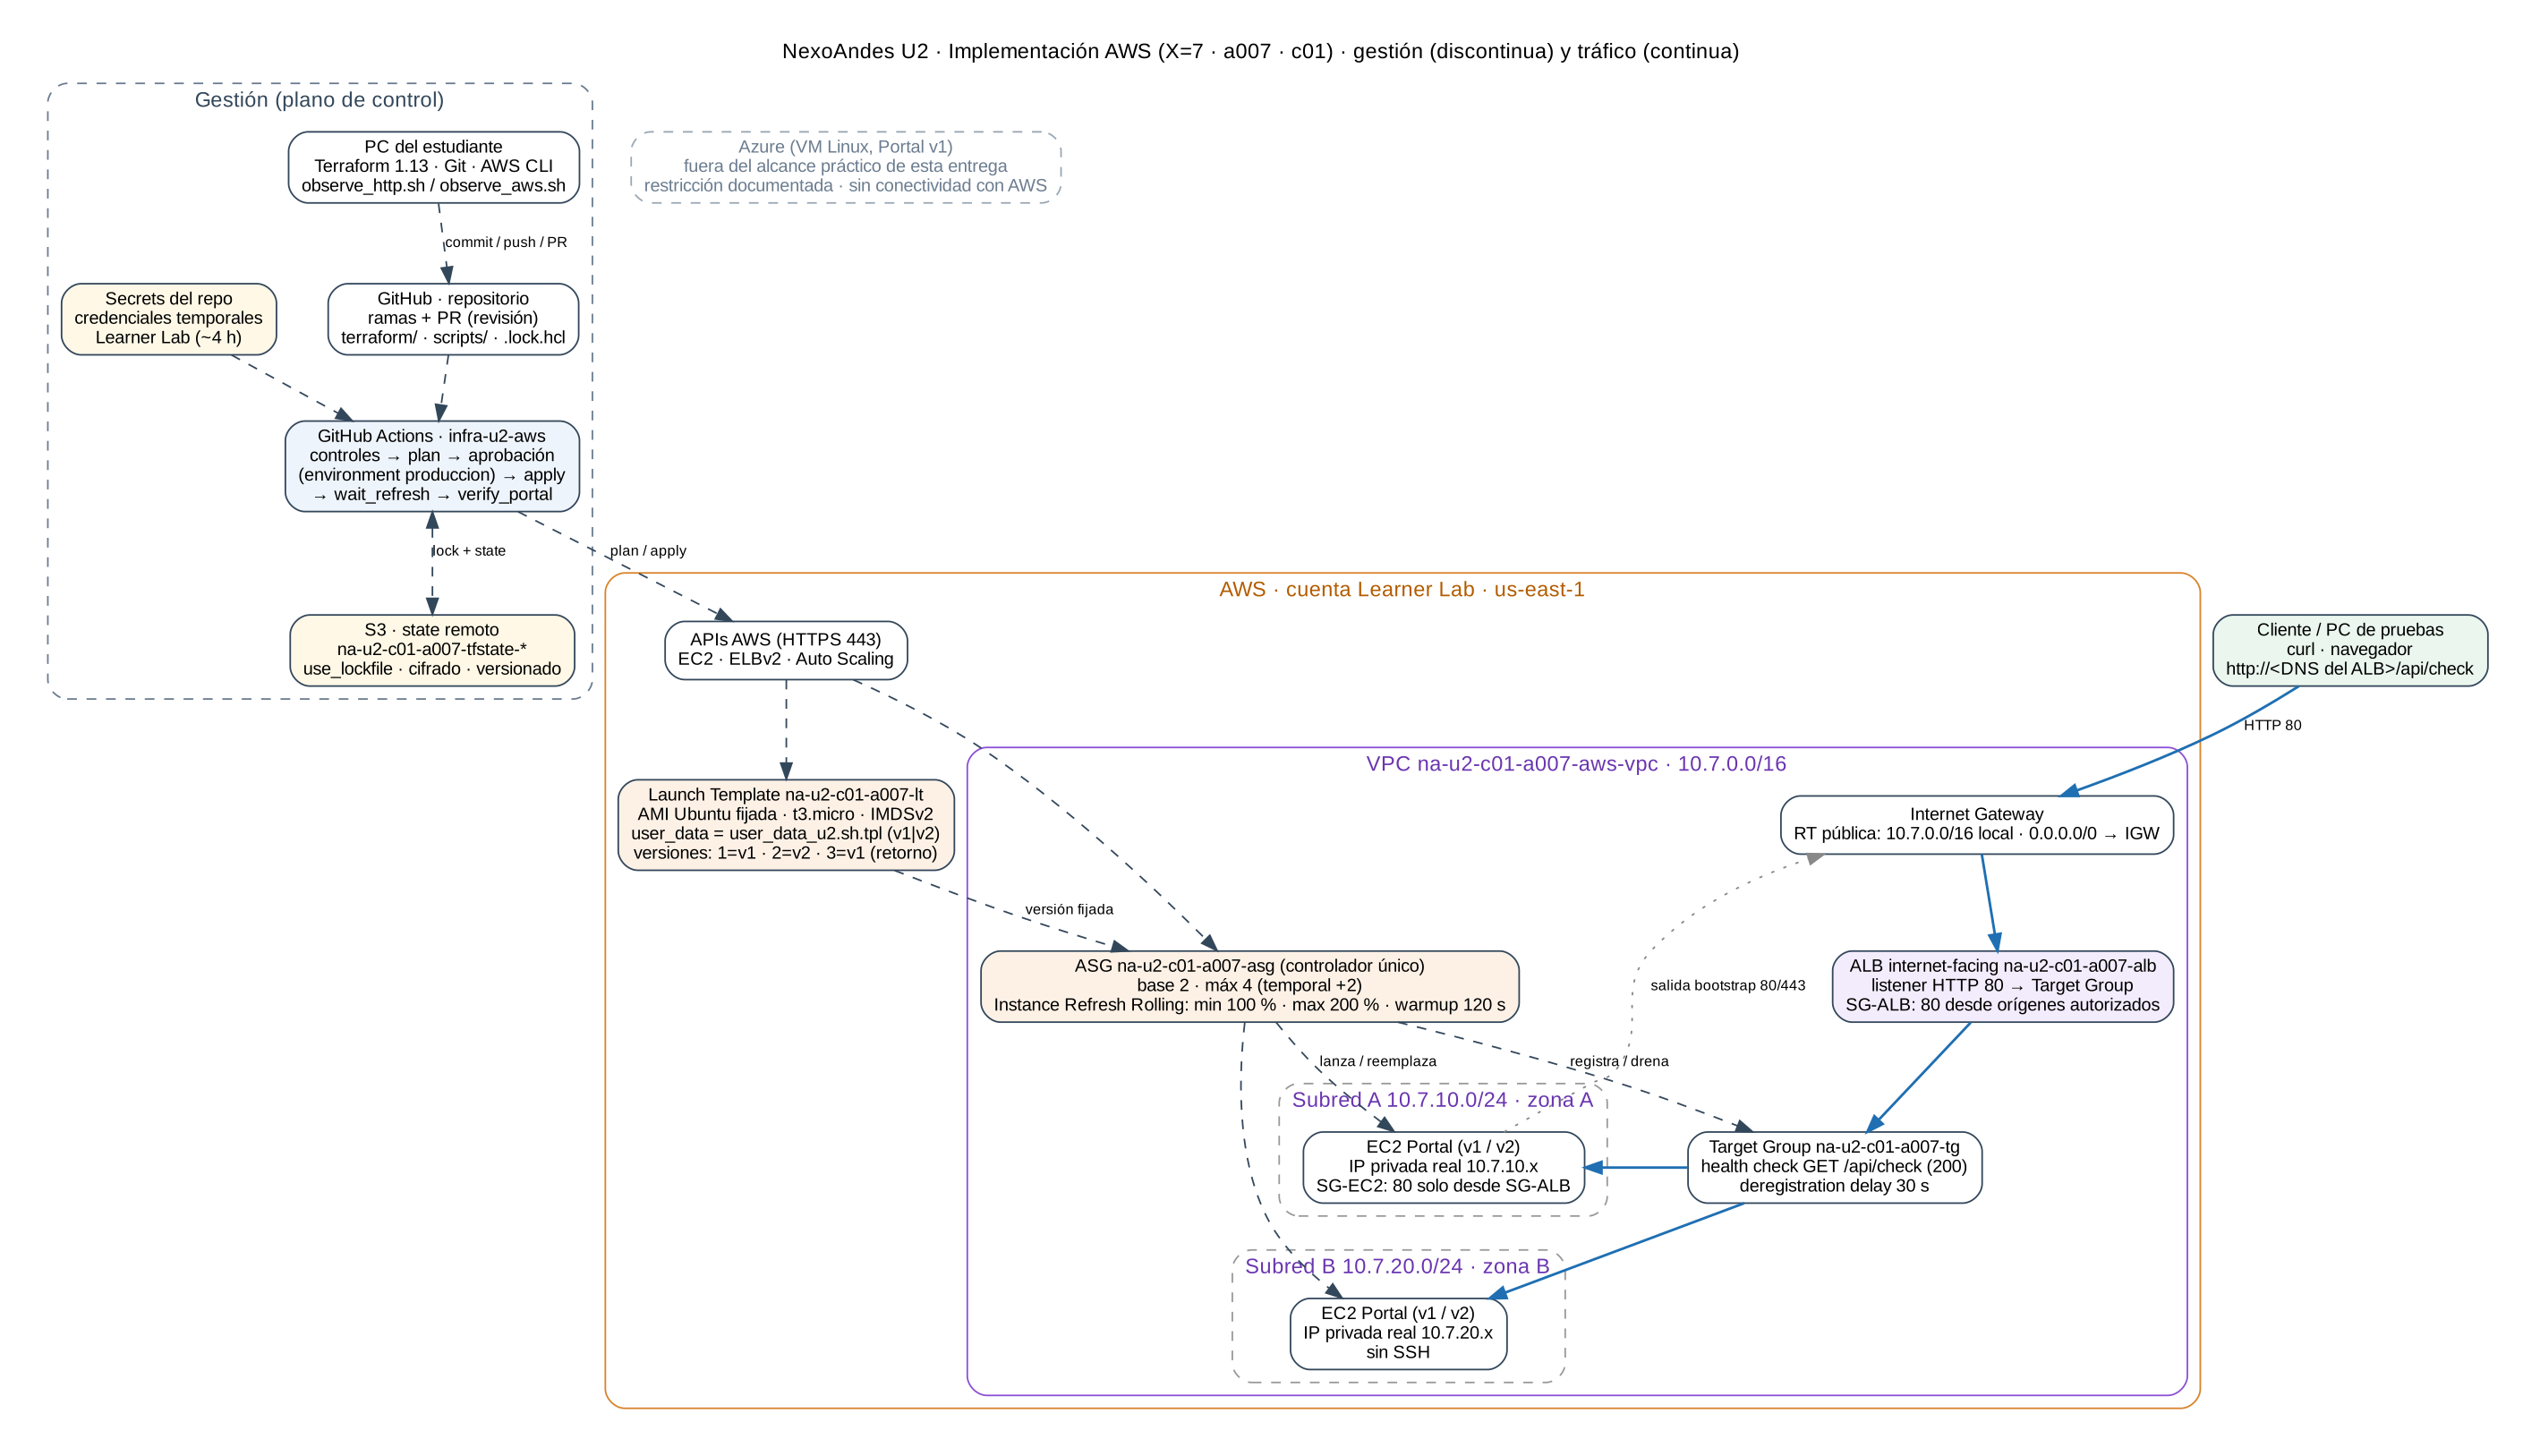 NexoAndes U2 · Implementación AWS (X=7 · a007 · c01) · gestión (discontinua) y tráfico (continua)
Gestión (plano de control)
PC del estudiante
Terraform 1.13 · Git · AWS CLI
observe_http.sh / observe_aws.sh
Azure (VM Linux, Portal v1)
fuera del alcance práctico de esta entrega
restricción documentada · sin conectividad con AWS
commit / push / PR
Secrets del repo
credenciales temporales
Learner Lab (~4 h)
GitHub · repositorio
ramas + PR (revisión)
terraform/ · scripts/ · .lock.hcl
GitHub Actions · infra-u2-aws
controles → plan → aprobación
(environment produccion) → apply
→ wait_refresh → verify_portal
lock + state
plan / apply
S3 · state remoto
na-u2-c01-a007-tfstate-*
use_lockfile · cifrado · versionado
AWS · cuenta Learner Lab · us-east-1
APIs AWS (HTTPS 443)
EC2 · ELBv2 · Auto Scaling
Cliente / PC de pruebas
curl · navegador
http://<DNS del ALB>/api/check
HTTP 80
VPC na-u2-c01-a007-aws-vpc · 10.7.0.0/16
Launch Template na-u2-c01-a007-lt
AMI Ubuntu fijada · t3.micro · IMDSv2
user_data = user_data_u2.sh.tpl (v1|v2)
versiones: 1=v1 · 2=v2 · 3=v1 (retorno)
Internet Gateway
RT pública: 10.7.0.0/16 local · 0.0.0.0/0 → IGW
versión fijada
ASG na-u2-c01-a007-asg (controlador único)
base 2 · máx 4 (temporal +2)
Instance Refresh Rolling: min 100 % · max 200 % · warmup 120 s
salida bootstrap 80/443
ALB internet-facing na-u2-c01-a007-alb
listener HTTP 80 → Target Group
SG-ALB: 80 desde orígenes autorizados
lanza / reemplaza
registra / drena
Subred A 10.7.10.0/24 · zona A
EC2 Portal (v1 / v2)
IP privada real 10.7.10.x
SG-EC2: 80 solo desde SG-ALB
Target Group na-u2-c01-a007-tg
health check GET /api/check (200)
deregistration delay 30 s
Subred B 10.7.20.0/24 · zona B
EC2 Portal (v1 / v2)
IP privada real 10.7.20.x
sin SSH